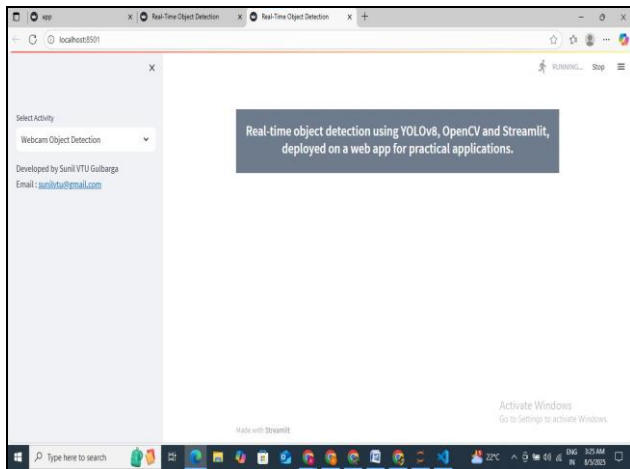 app
Real-Time Object Detection
Real-Time Object Detection
localhost:8501
RUNNING... Stop
Select Activity
Webcam Object Detection
Developed by Sunil VTU Gulbarga
Email : sunilvtu@gmail.com
Real-time object detection using YOLOv8, OpenCV and Streamlit,
deployed on a web app for practical applications.
Made with Streamlit
Activate Windows
Go to Settings to activate Windows.
Type here to search
22°C
ENG
IN
3:25 AM
8/5/2025